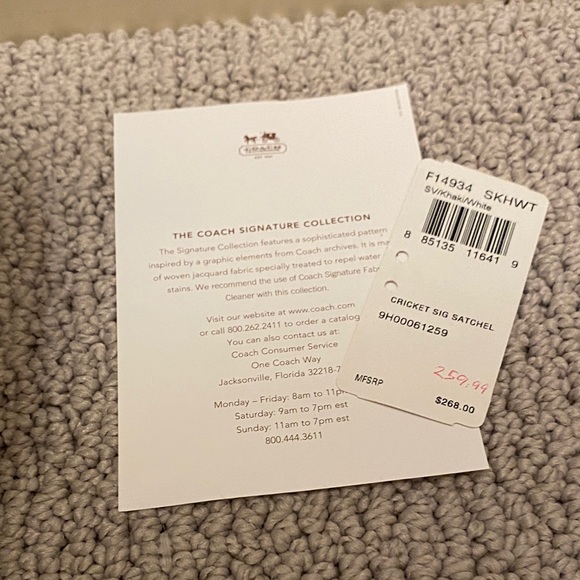 EST. 1941
THE COACH SIGNATURE COLLECTION
The Signature Collection features a sophisticated pattern
inspired by a graphic elements from Coach archives. It is
of woven jacquard fabric specially treated to repel water
stains. We recommend the use of Coach Signature
Cleaner with this collection.
Visit our website at www.coach.com
or call 800.262.2411 to order a catalog
You can also contact us at:
Coach Consumer Service
One Coach Way
Jacksonville, Florida 32218-7
Monday – Friday: 8am to 11p
Saturday: 9am to 7pm est
Sunday: 11am to 7pm est
800.444.3611
F14934 SKHWT
SV/Khaki/White
8 85135 11641 9
CRICKET SIG SATCHEL
9H00061259
259.99
MFSRP
$268.00